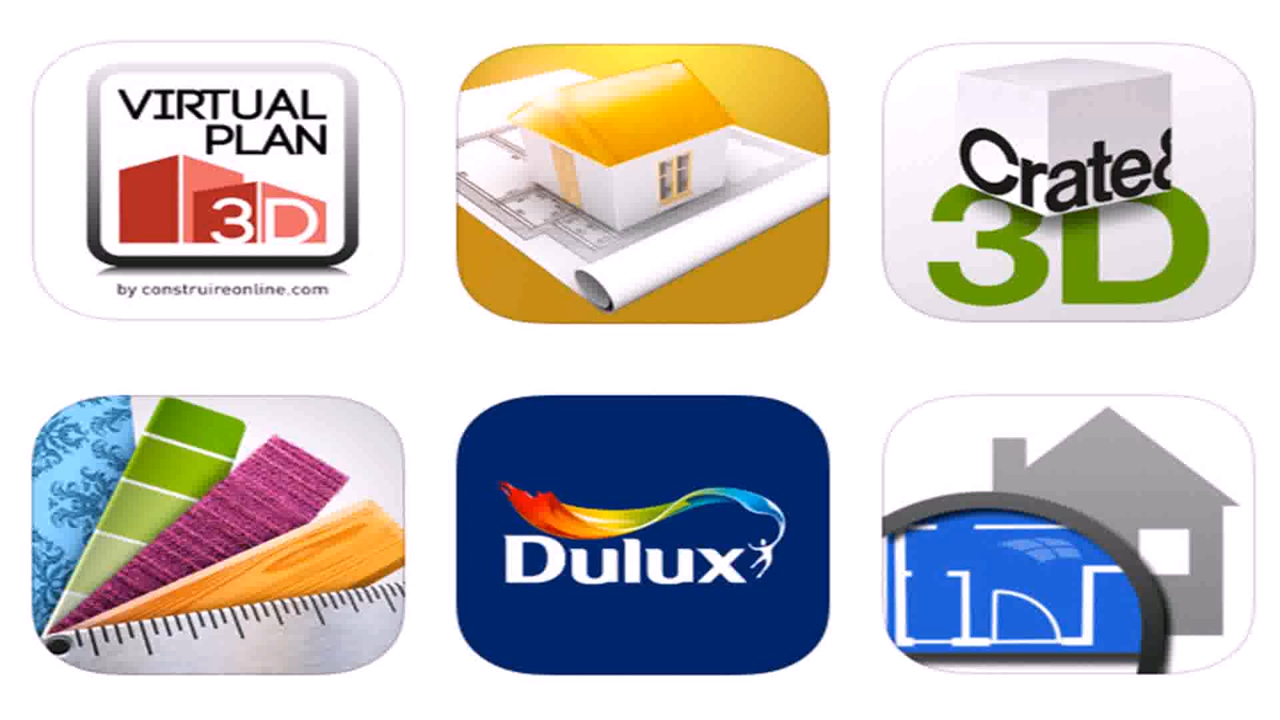 VIRTUAL
PLAN
3D
by construireonline.com
Crate&
3D
Dulux